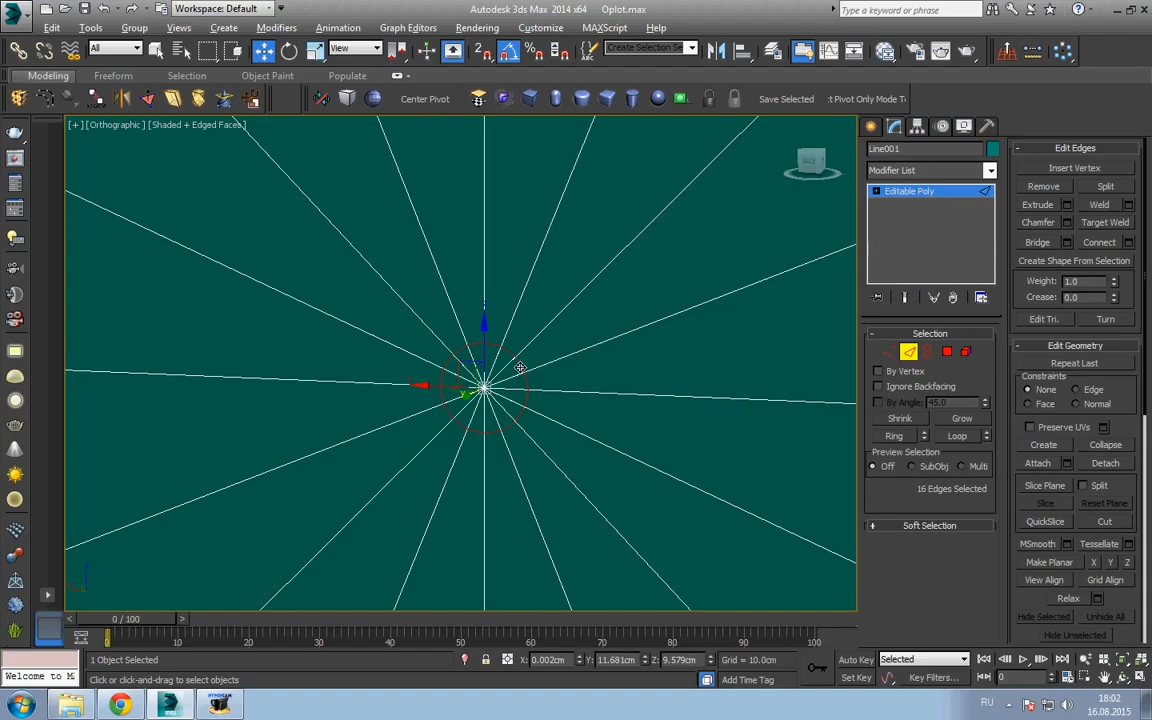 Workspace: Default
Autodesk 3ds Max 2014 x64
Oplot.max
Type a keyword or phrase
Edit Tools Group Views Create Modifiers Animation Graph Editors Rendering Customize MAXScript Help
All
View
Create Selection Se
Modeling Freeform Selection Object Paint Populate
Center Pivot
Save Selected
:t Pivot Only Mode T
[+] [Orthographic] [Shaded + Edged Faces]
Line001
Modifier List
Editable Poly
Selection
By Vertex
Ignore Backfacing
By Angle: 45.0
Shrink Grow
Ring Loop
Preview Selection
Off SubObj Multi
16 Edges Selected
Soft Selection
Edit Edges
Insert Vertex
Remove Split
Extrude Weld
Chamfer Target Weld
Bridge Connect
Create Shape From Selection
Weight: 1.0
Crease: 0.0
Edit Tri. Turn
Edit Geometry
Repeat Last
Constraints
None Edge
Face Normal
Preserve UVs
Create Collapse
Attach Detach
Slice Plane Split
Slice Reset Plane
QuickSlice Cut
MSmooth Tessellate
Make Planar X Y Z
View Align Grid Align
Relax
Hide Selected Unhide All
Hide Unselected
0 / 100
0 10 20 30 40 50 60 70 80 90 100
1 Object Selected
X: 0.002cm Y: 11.681cm Z: 9.579cm Grid = 10.0cm
Auto Key Selected
Welcome to M
Click or click-and-drag to select objects
Add Time Tag
Set Key Key Filters...
0
RU
18:02
16.08.2015